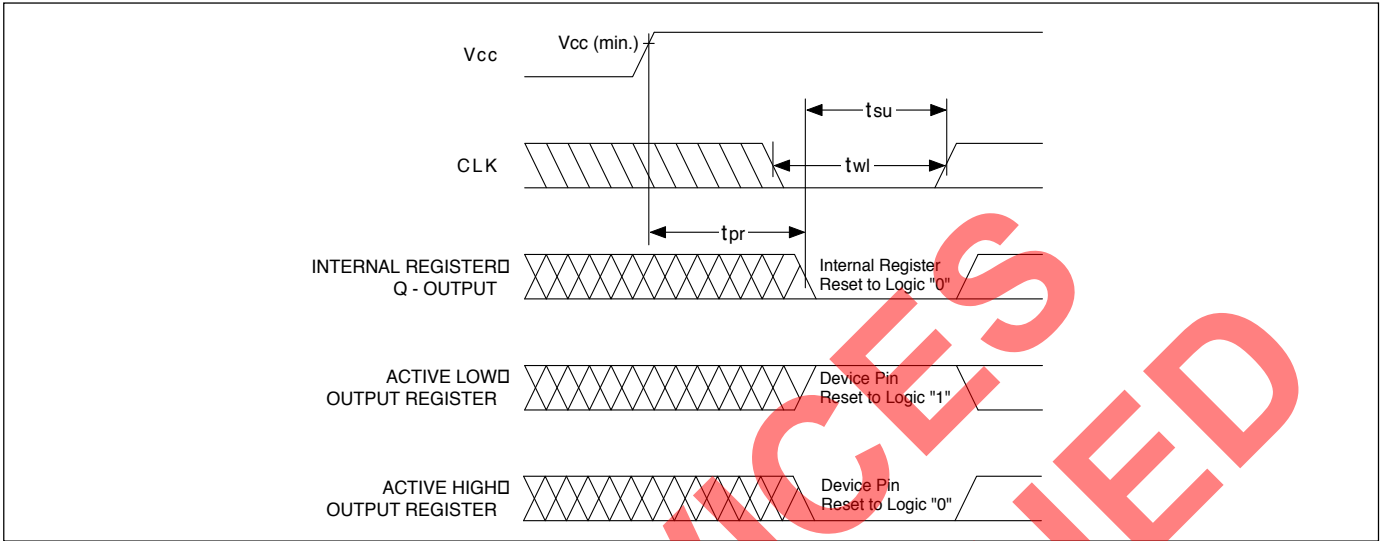 Vcc
Vcc (min.)
tsu
CLK
twl
tpr
INTERNAL REGISTER□
Q - OUTPUT
Internal Register
Reset to Logic "0"
ACTIVE LOW□
OUTPUT REGISTER
Device Pin
Reset to Logic "1"
ACTIVE HIGH□
OUTPUT REGISTER
Device Pin
Reset to Logic "0"